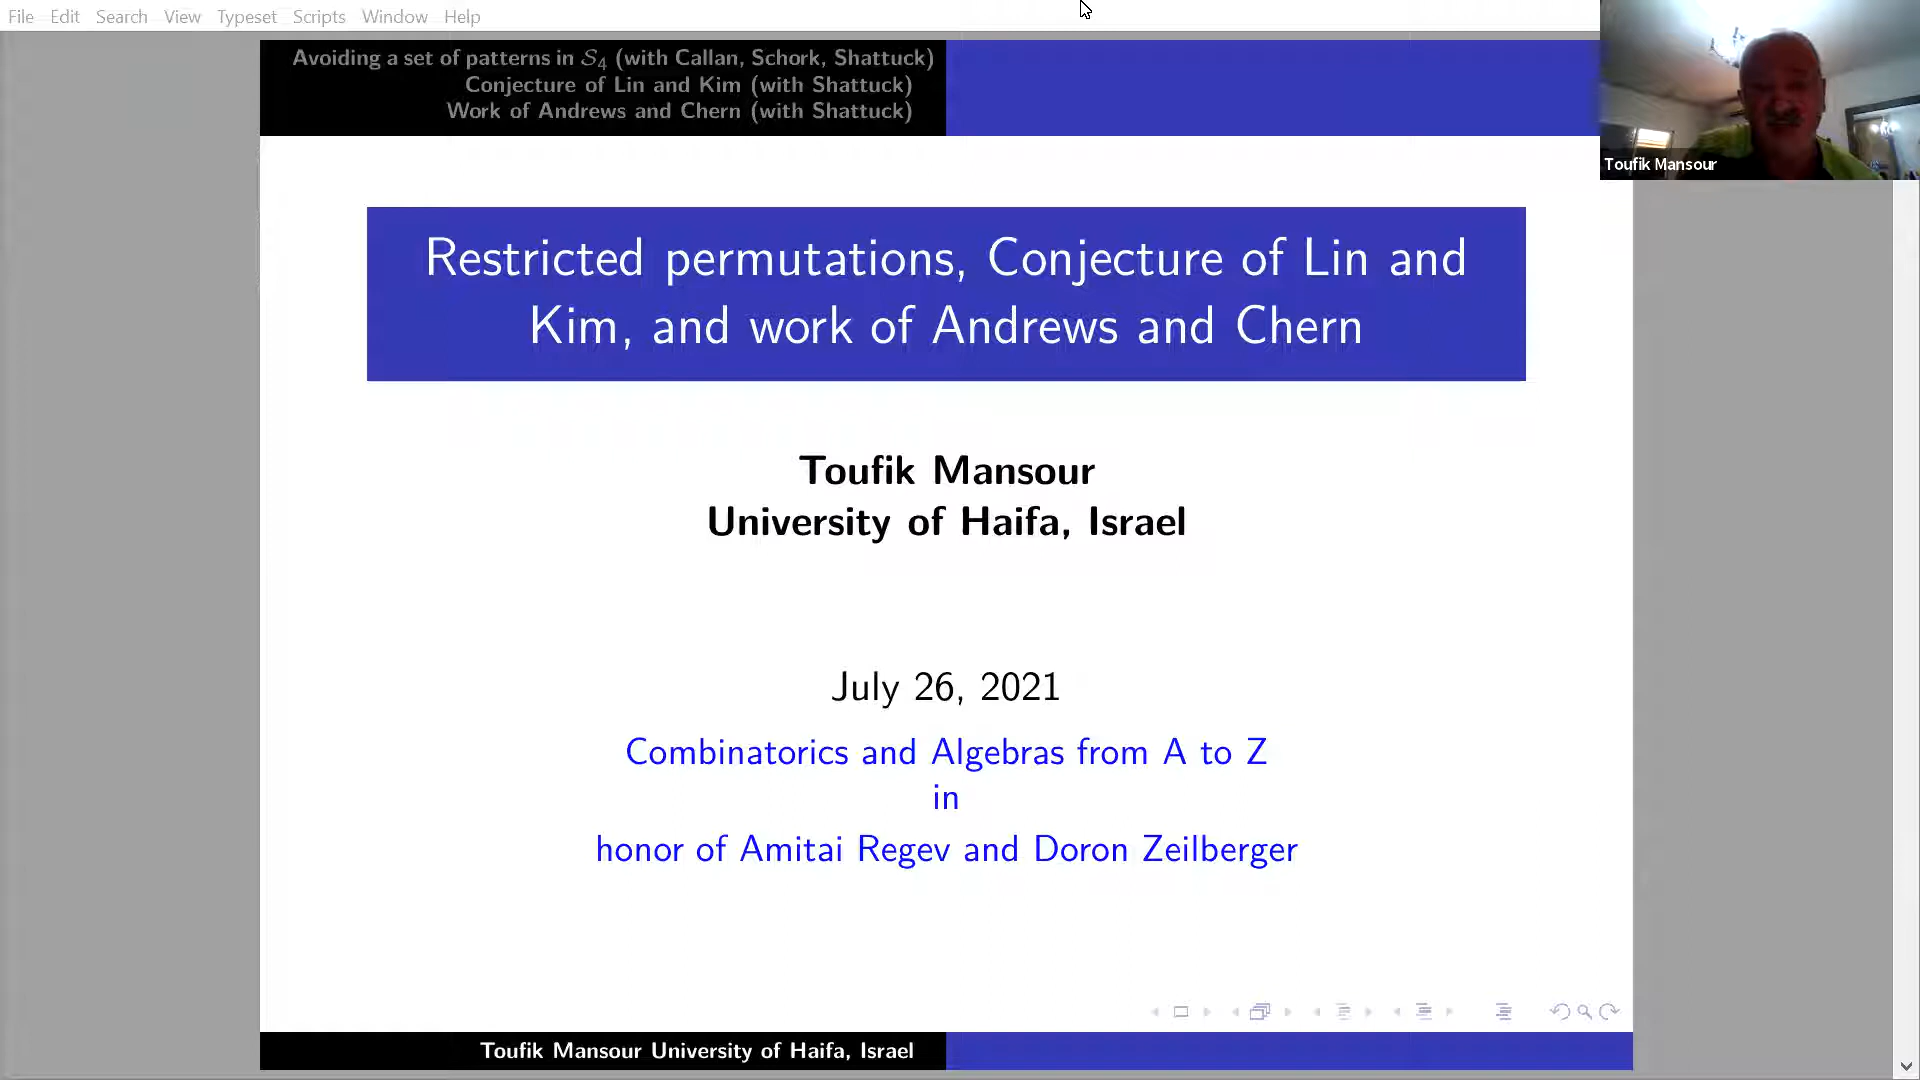 File Edit Search View Typeset Scripts Window Help
Avoiding a set of patterns in 𝒮₄ (with Callan, Schork, Shattuck)
Conjecture of Lin and Kim (with Shattuck)
Work of Andrews and Chern (with Shattuck)
Toufik Mansour
Restricted permutations, Conjecture of Lin and
Kim, and work of Andrews and Chern
Toufik Mansour
University of Haifa, Israel
July 26, 2021
Combinatorics and Algebras from A to Z
in
honor of Amitai Regev and Doron Zeilberger
Toufik Mansour University of Haifa, Israel